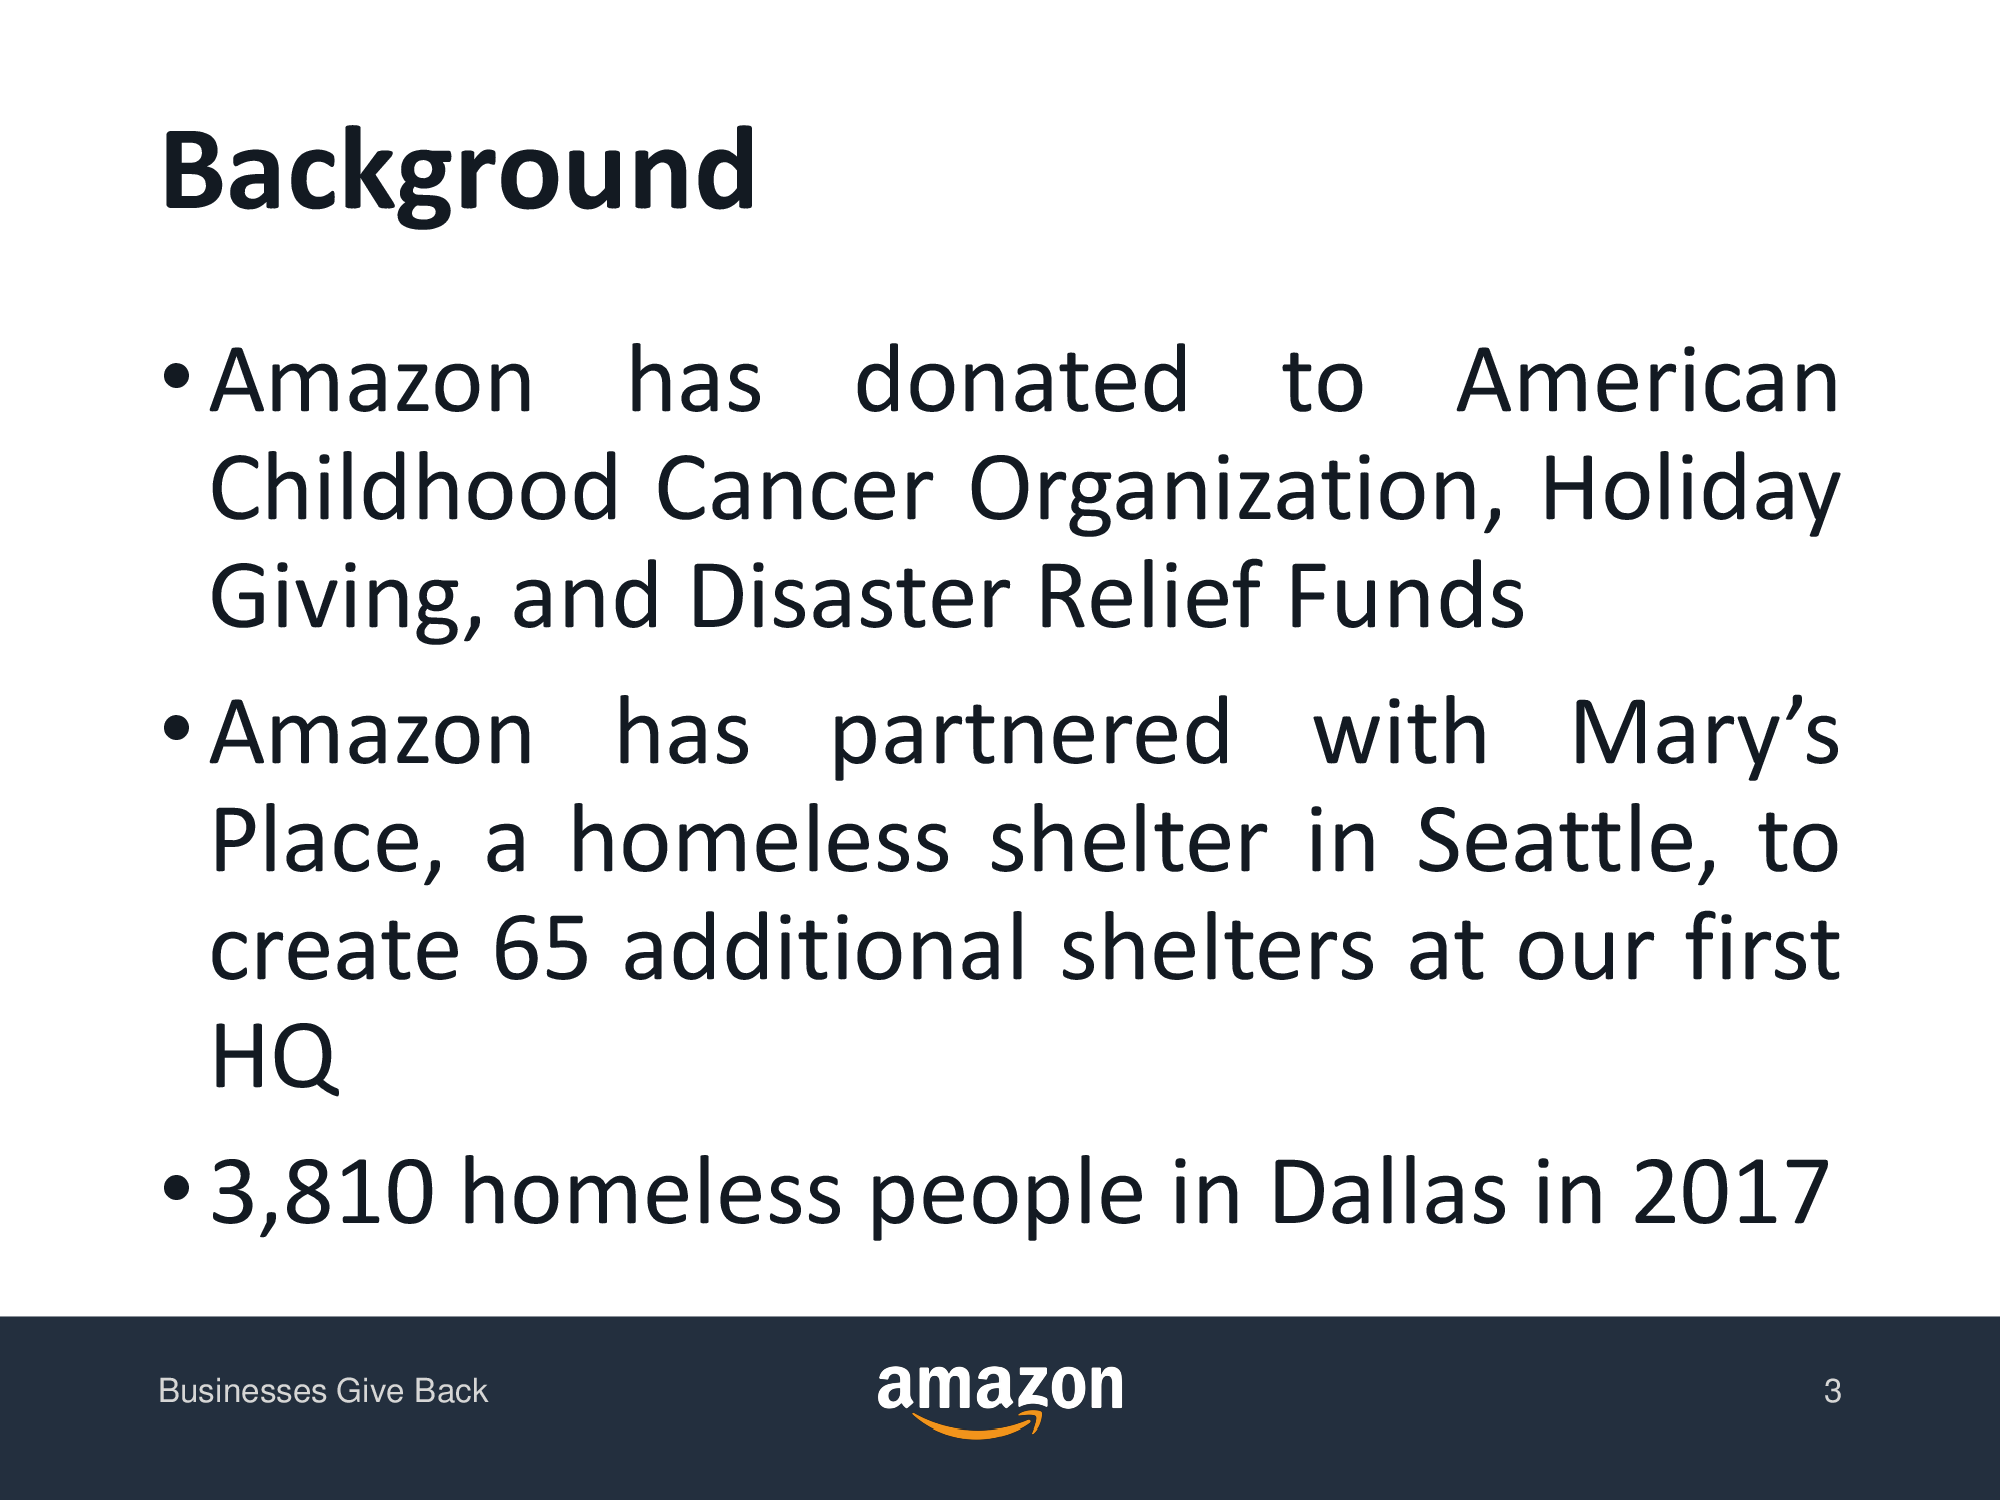 Background
• Amazon has donated to American
Childhood Cancer Organization, Holiday
Giving, and Disaster Relief Funds
• Amazon has partnered with Mary’s
Place, a homeless shelter in Seattle, to
create 65 additional shelters at our first
HQ
• 3,810 homeless people in Dallas in 2017
Businesses Give Back
amazon
3